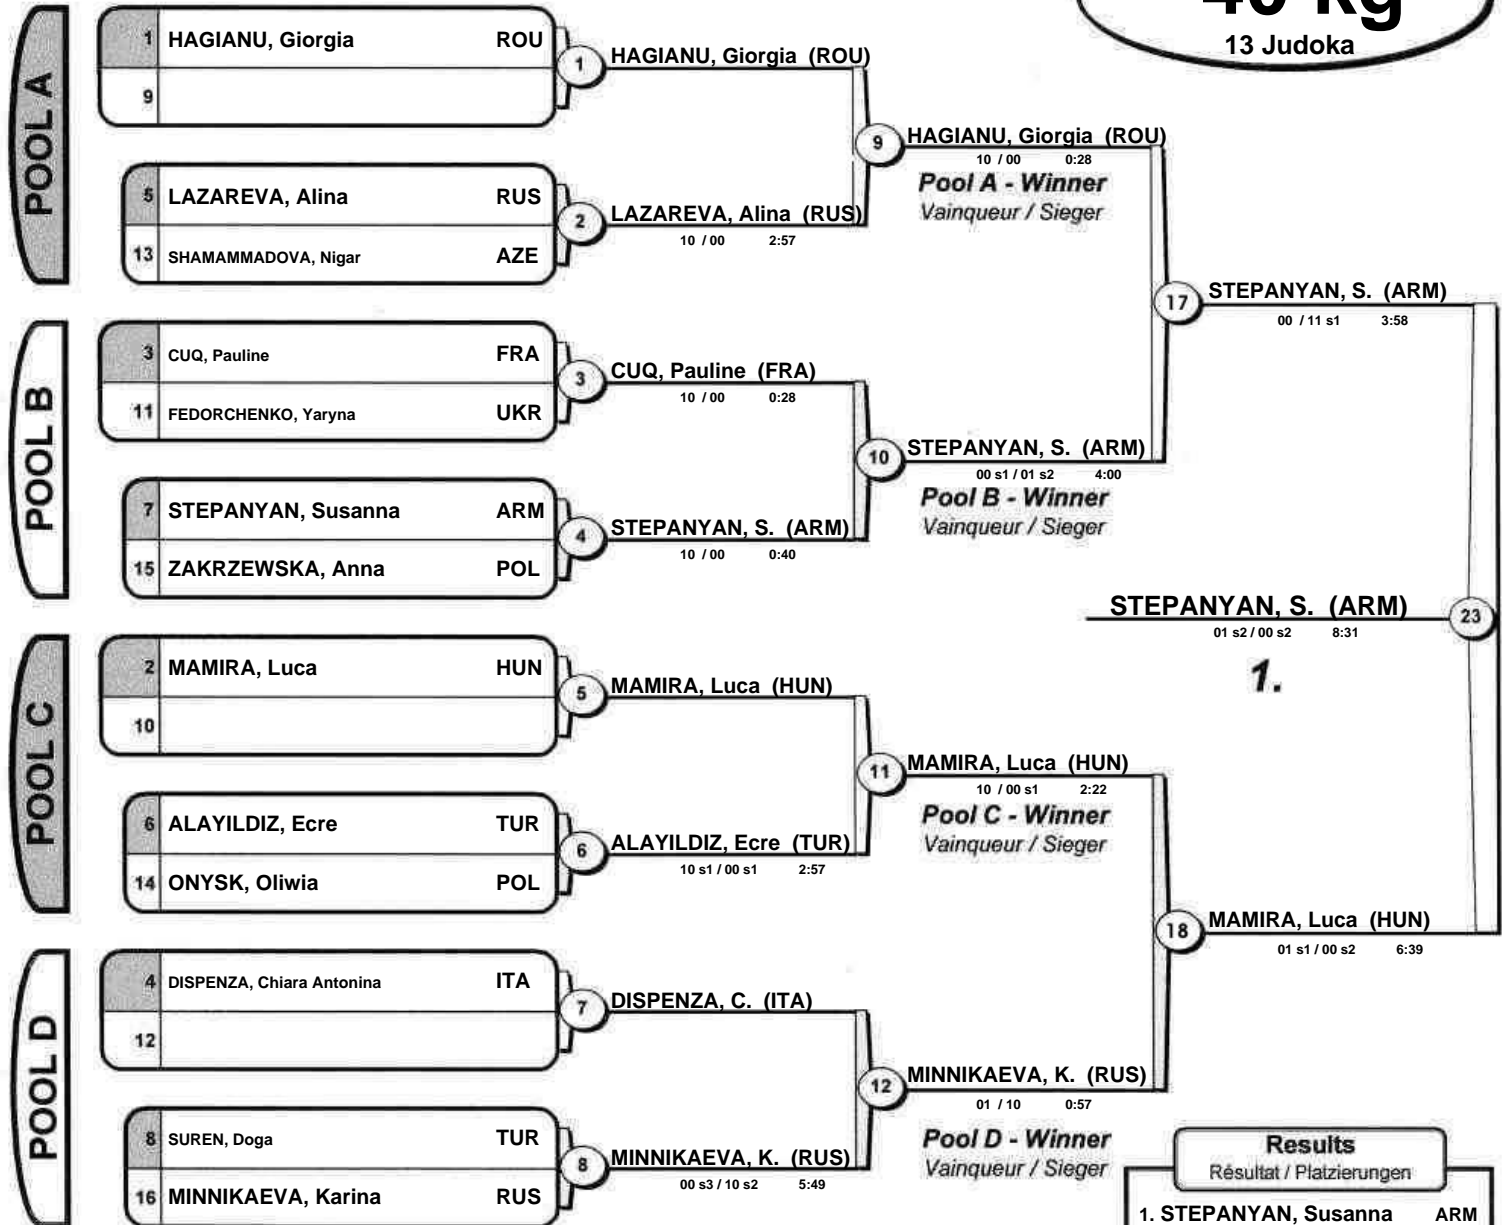 40 kg
13 Judoka
POOL A
1 HAGIANU, Giorgia ROU
9
5 LAZAREVA, Alina RUS
13 SHAMAMMADOVA, Nigar AZE
1
HAGIANU, Giorgia (ROU)
2
LAZAREVA, Alina (RUS)
10 / 00 2:57
9
HAGIANU, Giorgia (ROU)
10 / 00 0:28
Pool A - Winner
Vainqueur / Sieger
POOL B
3 CUQ, Pauline FRA
11 FEDORCHENKO, Yaryna UKR
7 STEPANYAN, Susanna ARM
15 ZAKRZEWSKA, Anna POL
3
CUQ, Pauline (FRA)
10 / 00 0:28
4
STEPANYAN, S. (ARM)
10 / 00 0:40
10
STEPANYAN, S. (ARM)
00 s1 / 01 s2 4:00
Pool B - Winner
Vainqueur / Sieger
17
STEPANYAN, S. (ARM)
00 / 11 s1 3:58
STEPANYAN, S. (ARM)
01 s2 / 00 s2 8:31
23
1.
POOL C
2 MAMIRA, Luca HUN
10
6 ALAYILDIZ, Ecre TUR
14 ONYSK, Oliwia POL
5
MAMIRA, Luca (HUN)
6
ALAYILDIZ, Ecre (TUR)
10 s1 / 00 s1 2:57
11
MAMIRA, Luca (HUN)
10 / 00 s1 2:22
Pool C - Winner
Vainqueur / Sieger
18
MAMIRA, Luca (HUN)
01 s1 / 00 s2 6:39
POOL D
4 DISPENZA, Chiara Antonina ITA
12
8 SUREN, Doga TUR
16 MINNIKAEVA, Karina RUS
7
DISPENZA, C. (ITA)
8
MINNIKAEVA, K. (RUS)
00 s3 / 10 s2 5:49
12
MINNIKAEVA, K. (RUS)
01 / 10 0:57
Pool D - Winner
Vainqueur / Sieger
Results
Résultat / Platzierungen
1. STEPANYAN, Susanna ARM